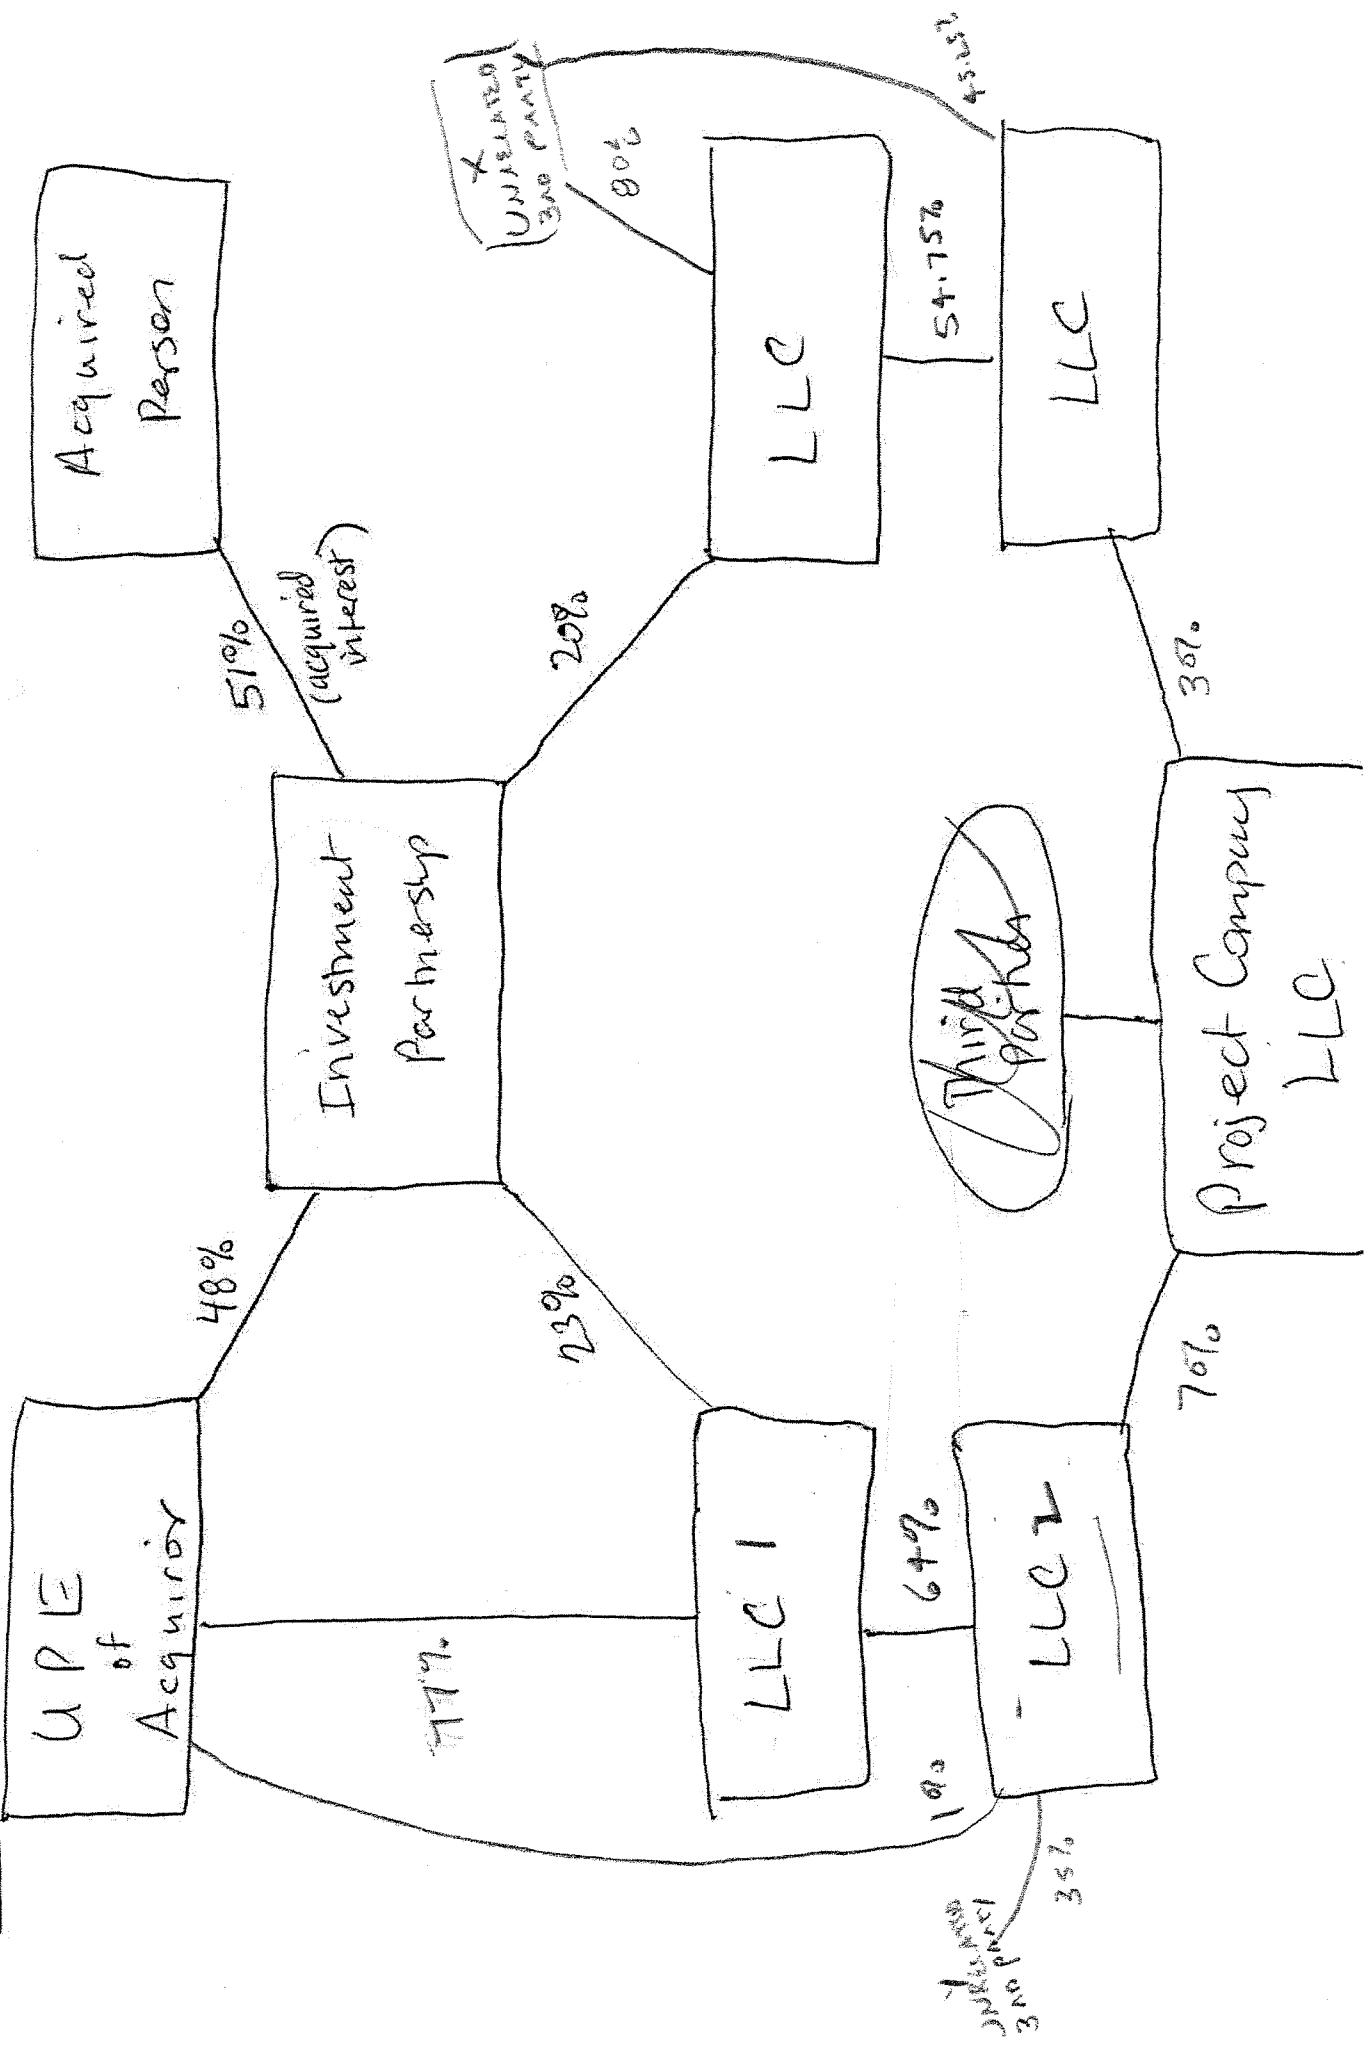 UPE
of
Acquiror
Acquired
Person
48%
51%
(acquired
interest)
Investment
Partnership
X
UNRELATED
3RD PARTY
77%
23%
20%
80%
LLC 1
LLC
1%
64%
54.75%
45.25%
Third
Parties
Y
3RD PARTY
35%
LLC 2
LLC
70%
30%
Project Company
LLC